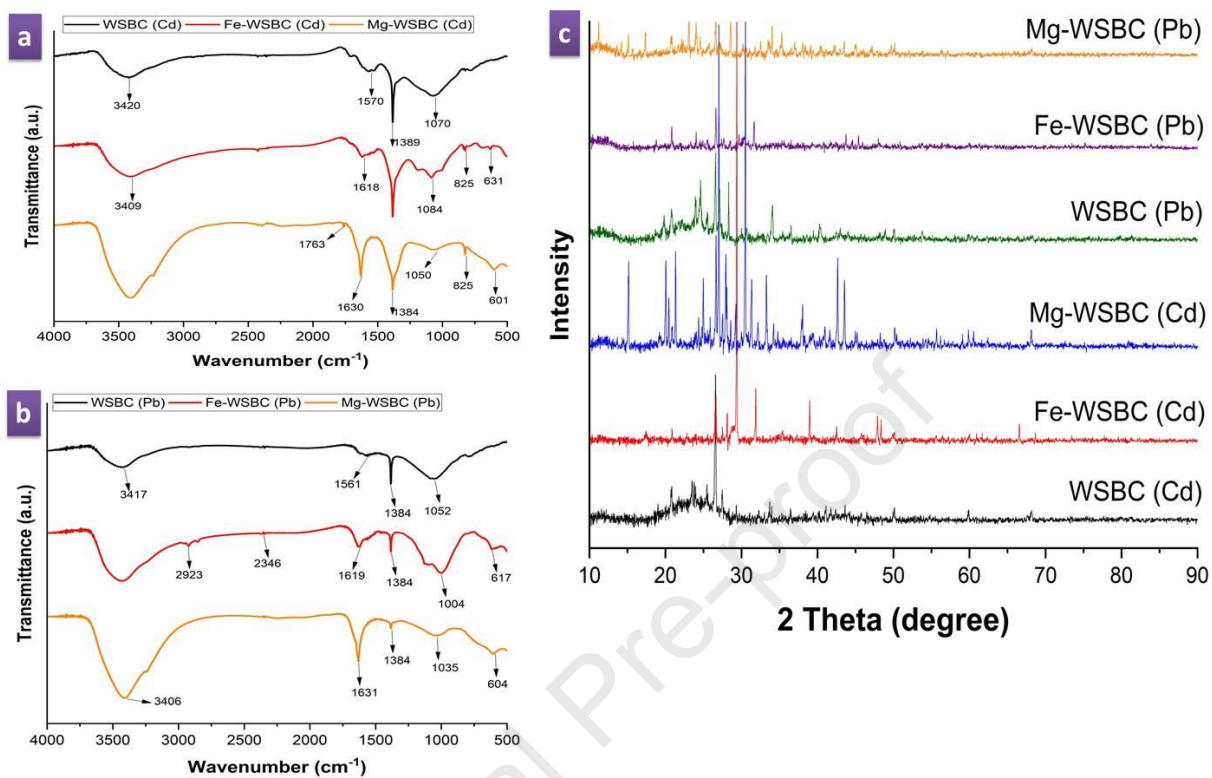 a
WSBC (Cd) Fe-WSBC (Cd) Mg-WSBC (Cd)
Transmittance (a.u.)
3420
1570
1389
1070
3409
1618
1084
825
631
1763
1630
1384
1050
825
601
4000 3500 3000 2500 2000 1500 1000 500
Wavenumber (cm-1)
b
WSBC (Pb) Fe-WSBC (Pb) Mg-WSBC (Pb)
Transmittance (a.u.)
3417
1561
1384
1052
2923
2346
1619
1384
1004
617
3406
1631
1384
1035
604
4000 3500 3000 2500 2000 1500 1000 500
Wavenumber (cm-1)
c
Mg-WSBC (Pb)
Fe-WSBC (Pb)
WSBC (Pb)
Mg-WSBC (Cd)
Fe-WSBC (Cd)
WSBC (Cd)
Intensity
10 20 30 40 50 60 70 80 90
2 Theta (degree)
al Pre-proof